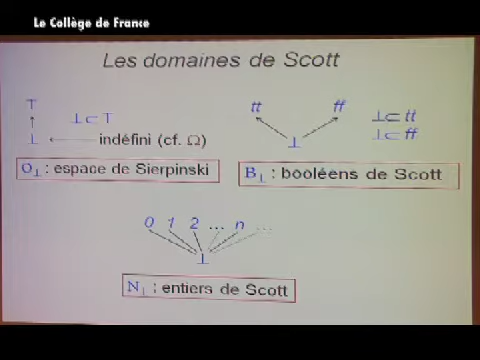 Le Collège de France
Les domaines de Scott
⊤
⊥ ⊂ ⊤
⊥ indéfini (cf. Ω)
O⊥ : espace de Sierpinski
tt ff
⊥
⊥ ⊂ tt
⊥ ⊂ ff
B⊥ : booléens de Scott
0 1 2 ... n ...
⊥
N⊥ : entiers de Scott